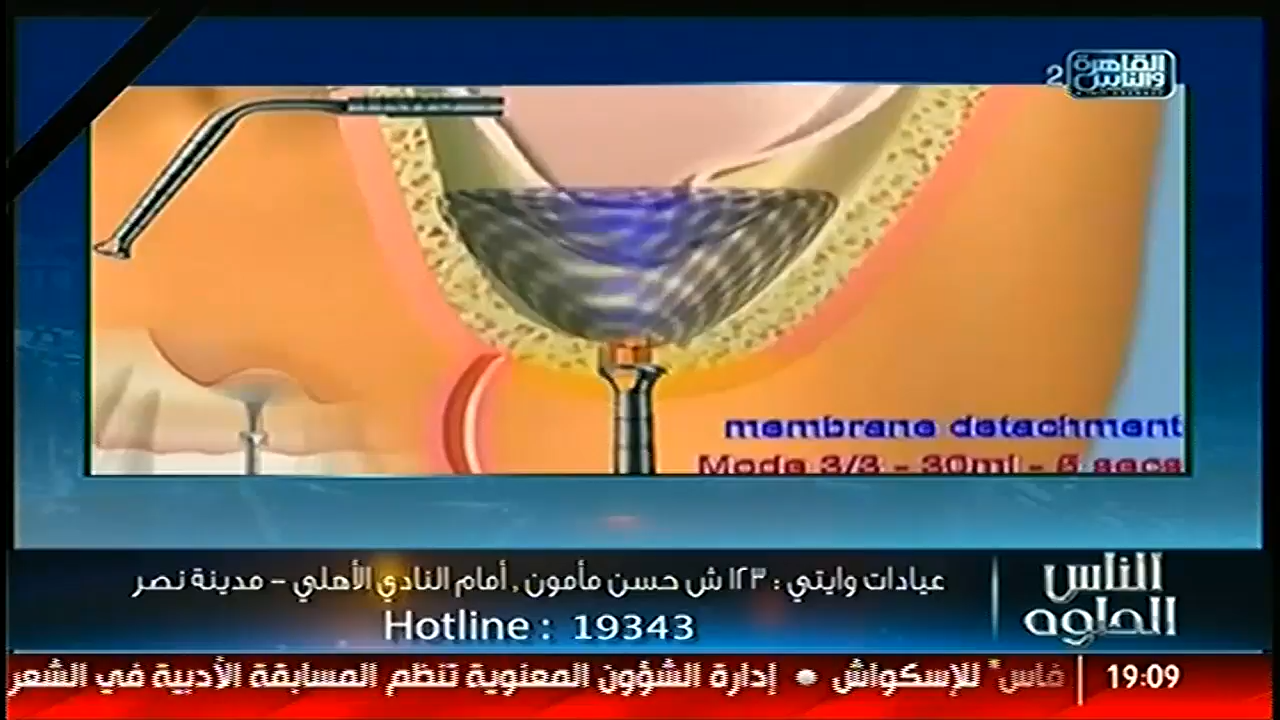 القاهرة والناس 2
membrane detachment
Mode 3/3 - 30ml - 5 secs
الناس الحلوه
عيادات وايتي : ١٢٣ ش حسن مأمون , أمام النادي الأهلي - مدينة نصر
Hotline : 19343
19:09
فاس" للإسكواش • إدارة الشؤون المعنوية تنظم المسابقة الأدبية في الشعر